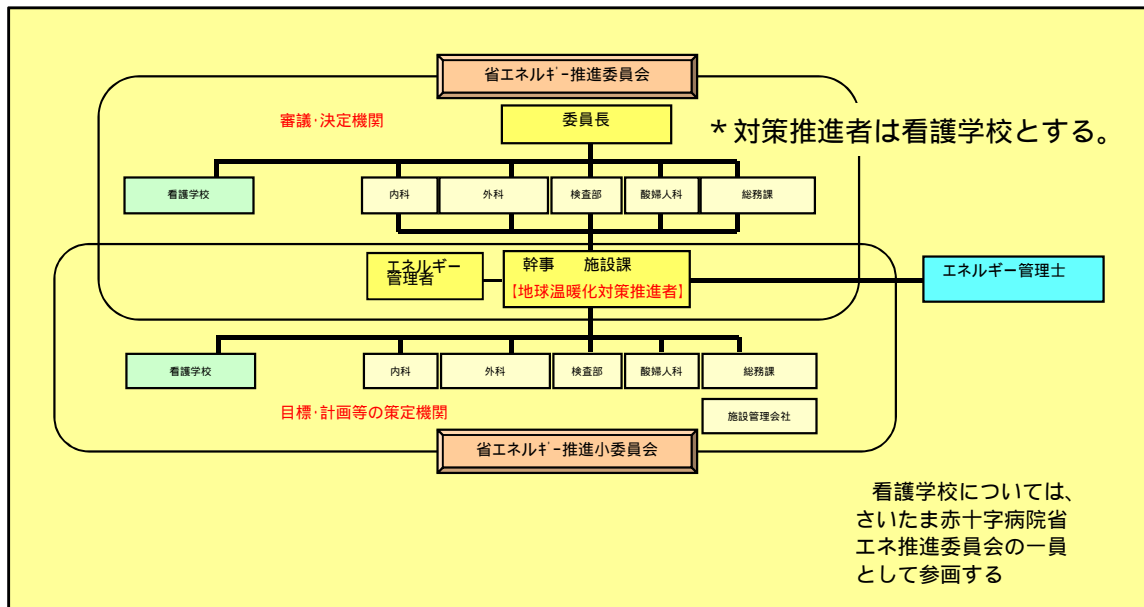 省エネルギー推進委員会
審議・決定機関
委員長
*対策推進者は看護学校とする。
看護学校
内科
外科
検査部
酸婦人科
総務課
エネルギー
管理者
幹事 施設課
【地球温暖化対策推進者】
エネルギー管理士
看護学校
内科
外科
検査部
酸婦人科
総務課
目標・計画等の策定機関
施設管理会社
省エネルギー推進小委員会
看護学校については、
さいたま赤十字病院省
エネ推進委員会の一員
として参画する